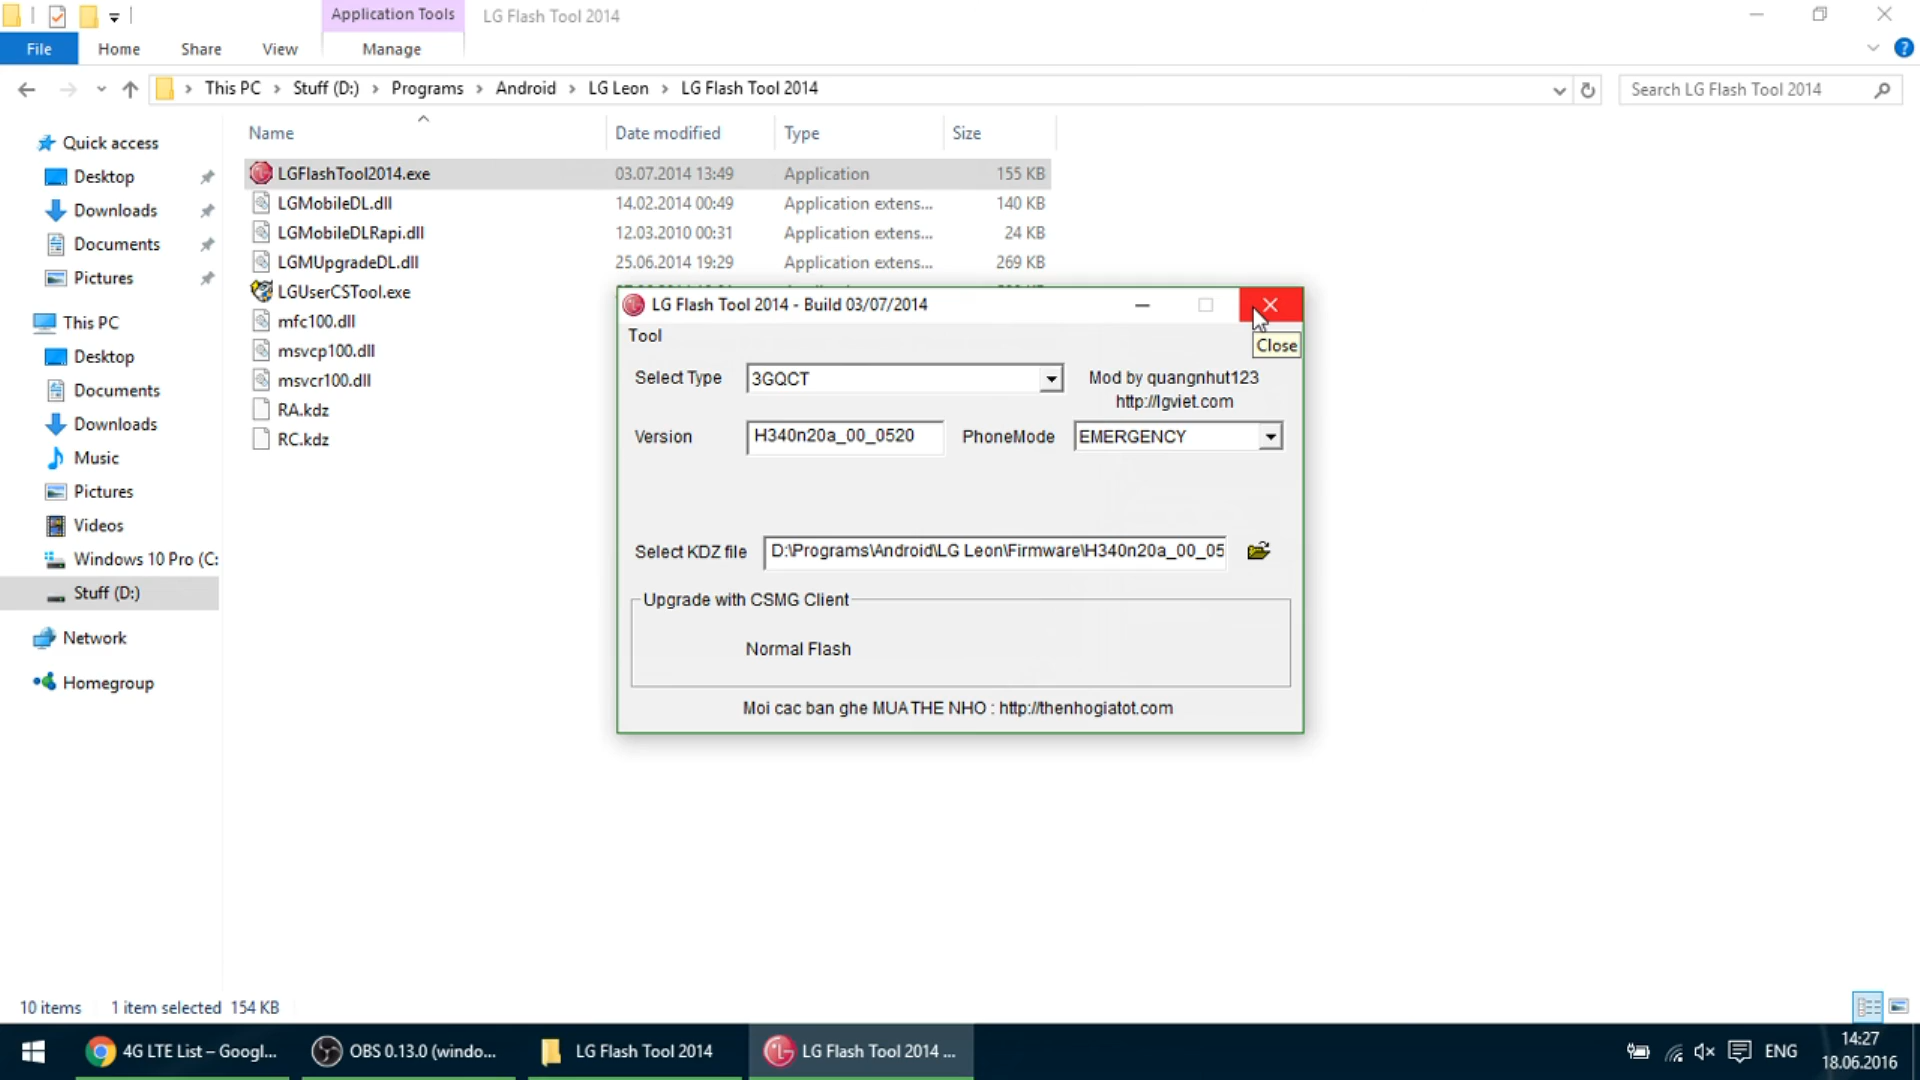 Application Tools
LG Flash Tool 2014
File
Home
Share
View
Manage
This PC
Stuff (D:)
Programs
Android
LG Leon
LG Flash Tool 2014
Search LG Flash Tool 2014
Name
Date modified
Type
Size
Quick access
Desktop
Downloads
Documents
Pictures
This PC
Desktop
Documents
Downloads
Music
Pictures
Videos
Windows 10 Pro (C:
Stuff (D:)
Network
Homegroup
LGFlashTool2014.exe 03.07.2014 13:49 Application 155 KB
LGMobileDL.dll 14.02.2014 00:49 Application extens... 140 KB
LGMobileDLRapi.dll 12.03.2010 00:31 Application extens... 24 KB
LGMUpgradeDL.dll 25.06.2014 19:29 Application extens... 269 KB
LGUserCSTool.exe
mfc100.dll
msvcp100.dll
msvcr100.dll
RA.kdz
RC.kdz
LG Flash Tool 2014 - Build 03/07/2014
Close
Tool
Select Type 3GQCT
Mod by quangnhut123
http://lgviet.com
Version H340n20a_00_0520 PhoneMode EMERGENCY
Select KDZ file D:\Programs\Android\LG Leon\Firmware\H340n20a_00_05
Upgrade with CSMG Client
Normal Flash
Moi cac ban ghe MUA THE NHO : http://thenhogiatot.com
10 items 1 item selected 154 KB
4G LTE List – Googl...
OBS 0.13.0 (windo...
LG Flash Tool 2014
LG Flash Tool 2014 ...
ENG
14:27
18.06.2016